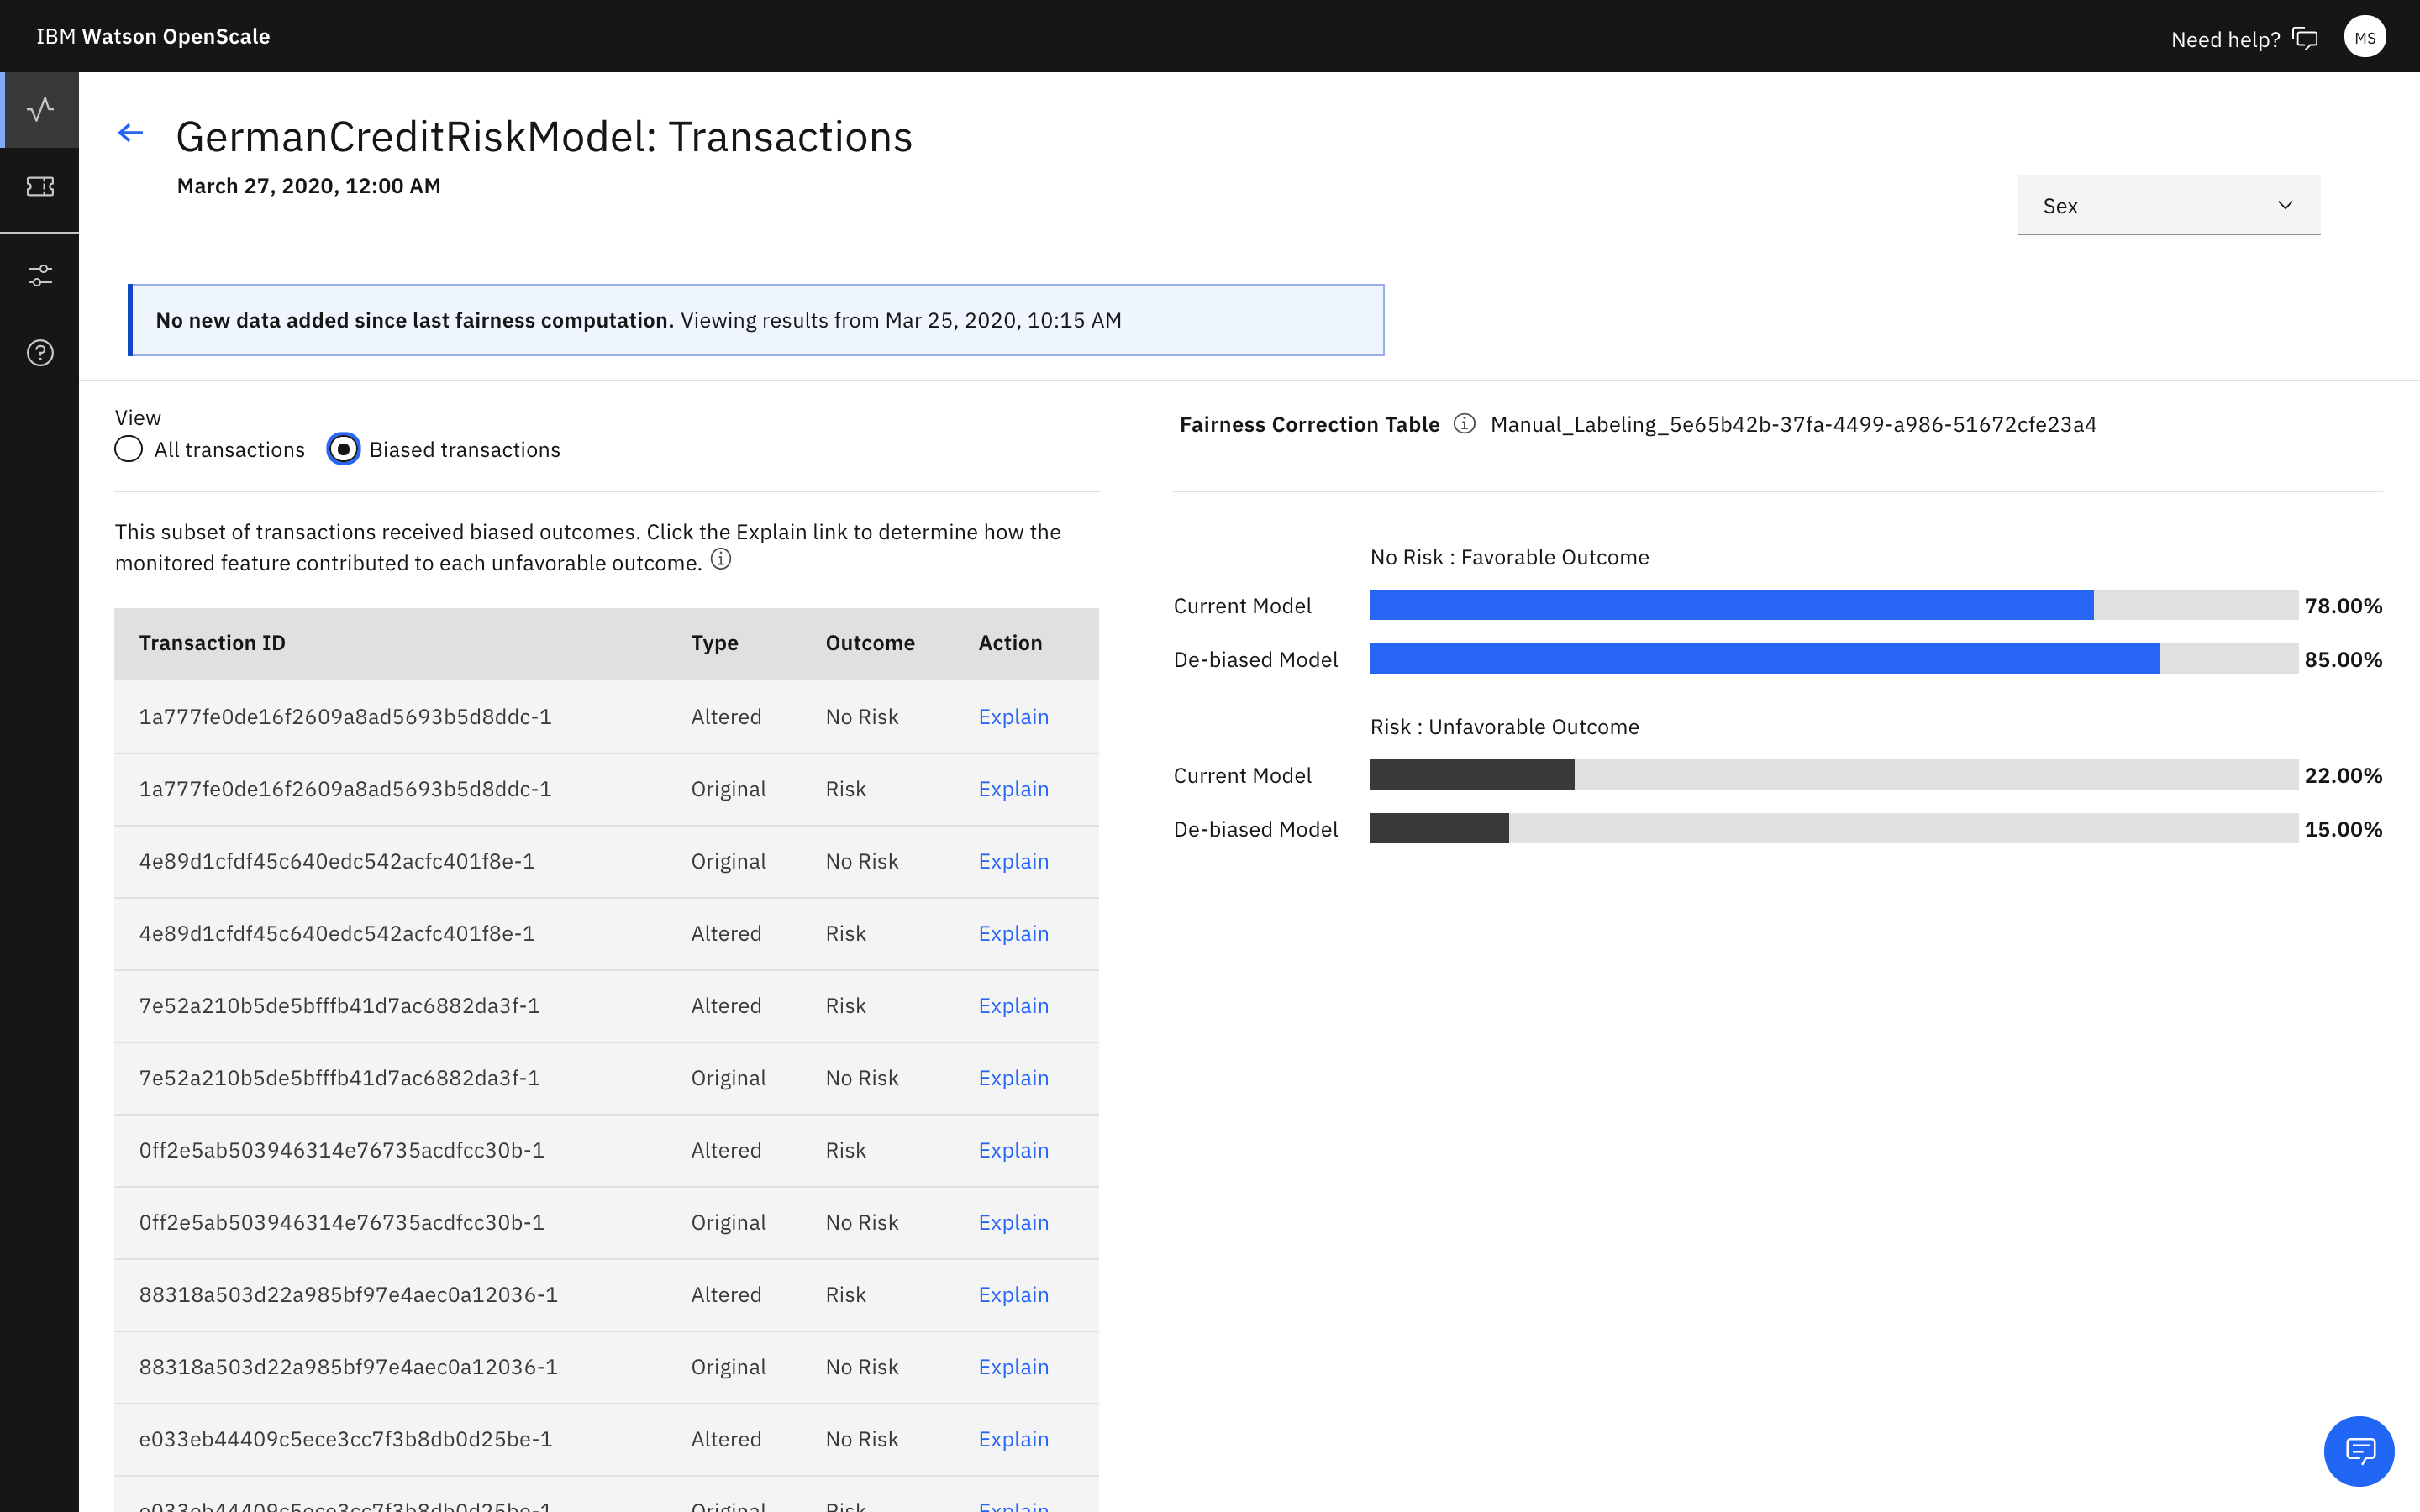 IBM Watson OpenScale
Need help?
MS
GermanCreditRiskModel: Transactions
March 27, 2020, 12:00 AM
Sex
No new data added since last fairness computation. Viewing results from Mar 25, 2020, 10:15 AM
View
All transactions
Biased transactions
This subset of transactions received biased outcomes. Click the Explain link to determine how the
monitored feature contributed to each unfavorable outcome.
Transaction ID Type Outcome Action
1a777fe0de16f2609a8ad5693b5d8ddc-1 Altered No Risk Explain
1a777fe0de16f2609a8ad5693b5d8ddc-1 Original Risk Explain
4e89d1cfdf45c640edc542acfc401f8e-1 Original No Risk Explain
4e89d1cfdf45c640edc542acfc401f8e-1 Altered Risk Explain
7e52a210b5de5bfffb41d7ac6882da3f-1 Altered Risk Explain
7e52a210b5de5bfffb41d7ac6882da3f-1 Original No Risk Explain
0ff2e5ab503946314e76735acdfcc30b-1 Altered Risk Explain
0ff2e5ab503946314e76735acdfcc30b-1 Original No Risk Explain
88318a503d22a985bf97e4aec0a12036-1 Altered Risk Explain
88318a503d22a985bf97e4aec0a12036-1 Original No Risk Explain
e033eb44409c5ece3cc7f3b8db0d25be-1 Altered No Risk Explain
e033eb44409c5ece3cc7f3b8db0d25be-1 Original Risk Explain
Fairness Correction Table Manual_Labeling_5e65b42b-37fa-4499-a986-51672cfe23a4
No Risk : Favorable Outcome
Current Model 78.00%
De-biased Model 85.00%
Risk : Unfavorable Outcome
Current Model 22.00%
De-biased Model 15.00%